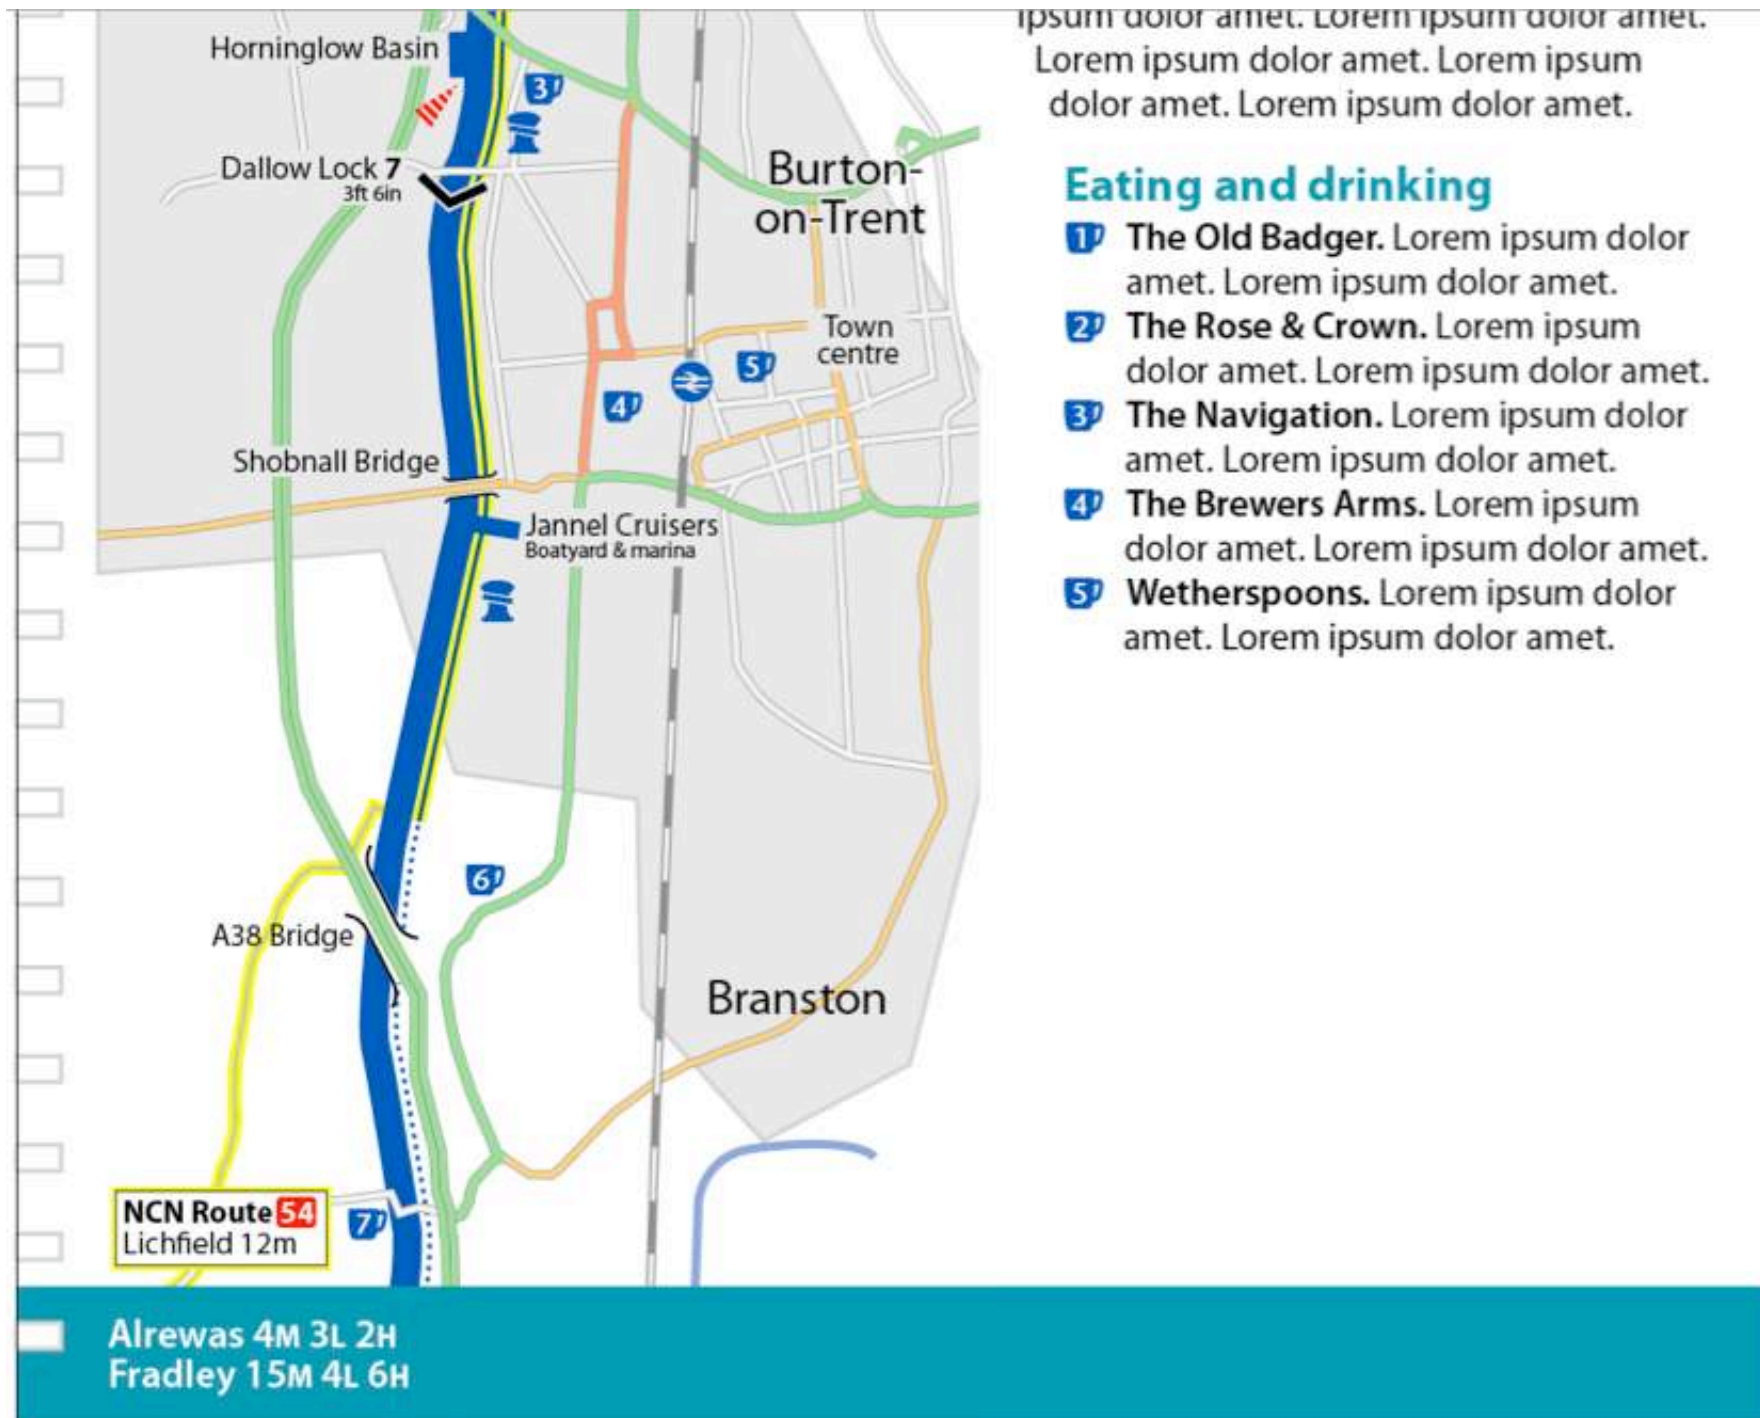 Horninglow Basin
3
Dallow Lock 7
3ft 6in
Burton-
on-Trent
Town
centre
5
4
Shobnall Bridge
Jannel Cruisers
Boatyard & marina
6
A38 Bridge
Branston
NCN Route 54
Lichfield 12m
7
Alrewas 4M 3L 2H
Fradley 15M 4L 6H
ipsum dolor amet. Lorem ipsum dolor amet.
Lorem ipsum dolor amet. Lorem ipsum
dolor amet. Lorem ipsum dolor amet.
Eating and drinking
1 The Old Badger. Lorem ipsum dolor
amet. Lorem ipsum dolor amet.
2 The Rose & Crown. Lorem ipsum
dolor amet. Lorem ipsum dolor amet.
3 The Navigation. Lorem ipsum dolor
amet. Lorem ipsum dolor amet.
4 The Brewers Arms. Lorem ipsum
dolor amet. Lorem ipsum dolor amet.
5 Wetherspoons. Lorem ipsum dolor
amet. Lorem ipsum dolor amet.